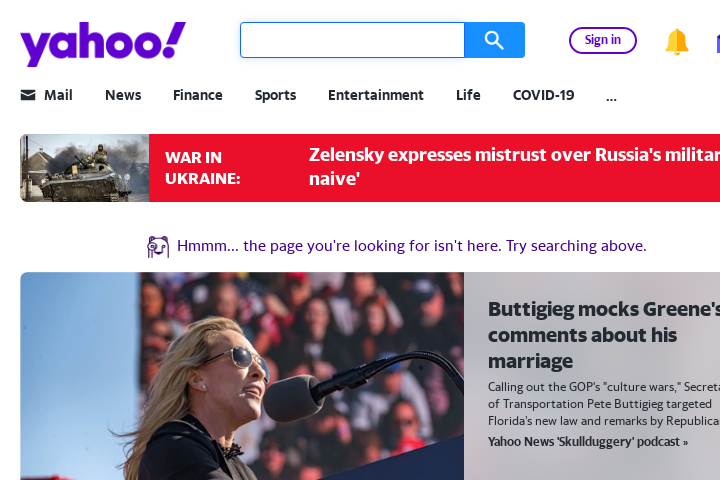 yahoo!
Sign in
Mail
News
Finance
Sports
Entertainment
Life
COVID-19
...
WAR IN
UKRAINE:
Zelensky expresses mistrust over Russia's militar
naive'
Hmmm... the page you're looking for isn't here. Try searching above.
Buttigieg mocks Greene's
comments about his
marriage
Calling out the GOP's "culture wars," Secreta
of Transportation Pete Buttigieg targeted
Florida's new law and remarks by Republica
Yahoo News 'Skullduggery' podcast »